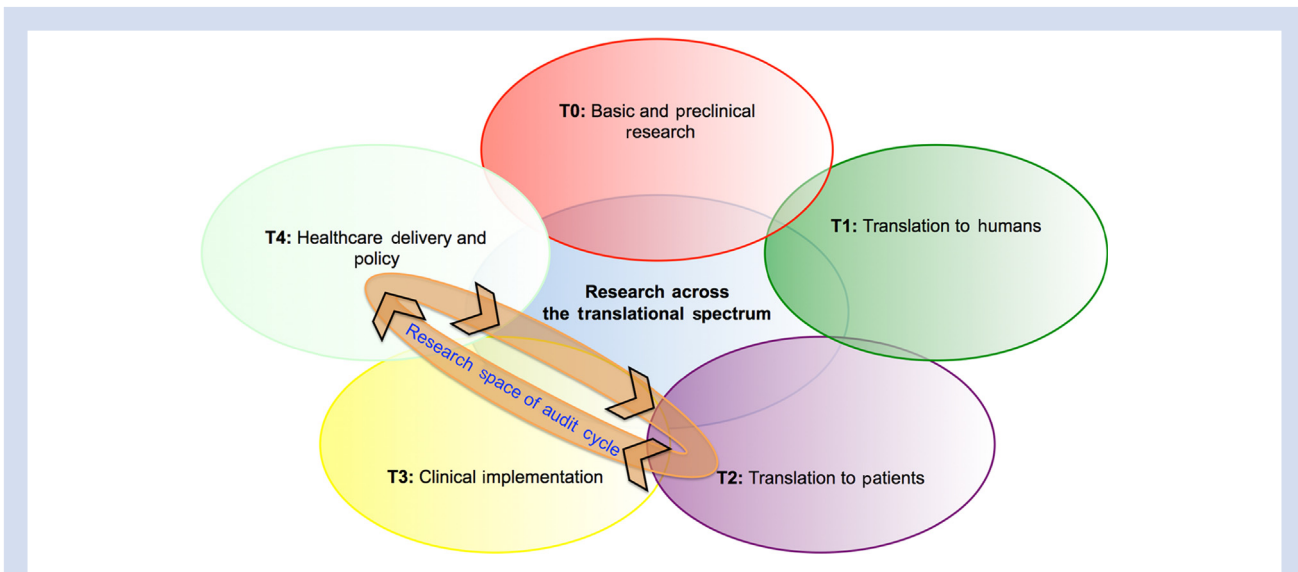 T0: Basic and preclinical
research
T1: Translation to humans
T4: Healthcare delivery and
policy
Research across
the translational spectrum
Research space of audit cycle
T3: Clinical implementation
T2: Translation to patients